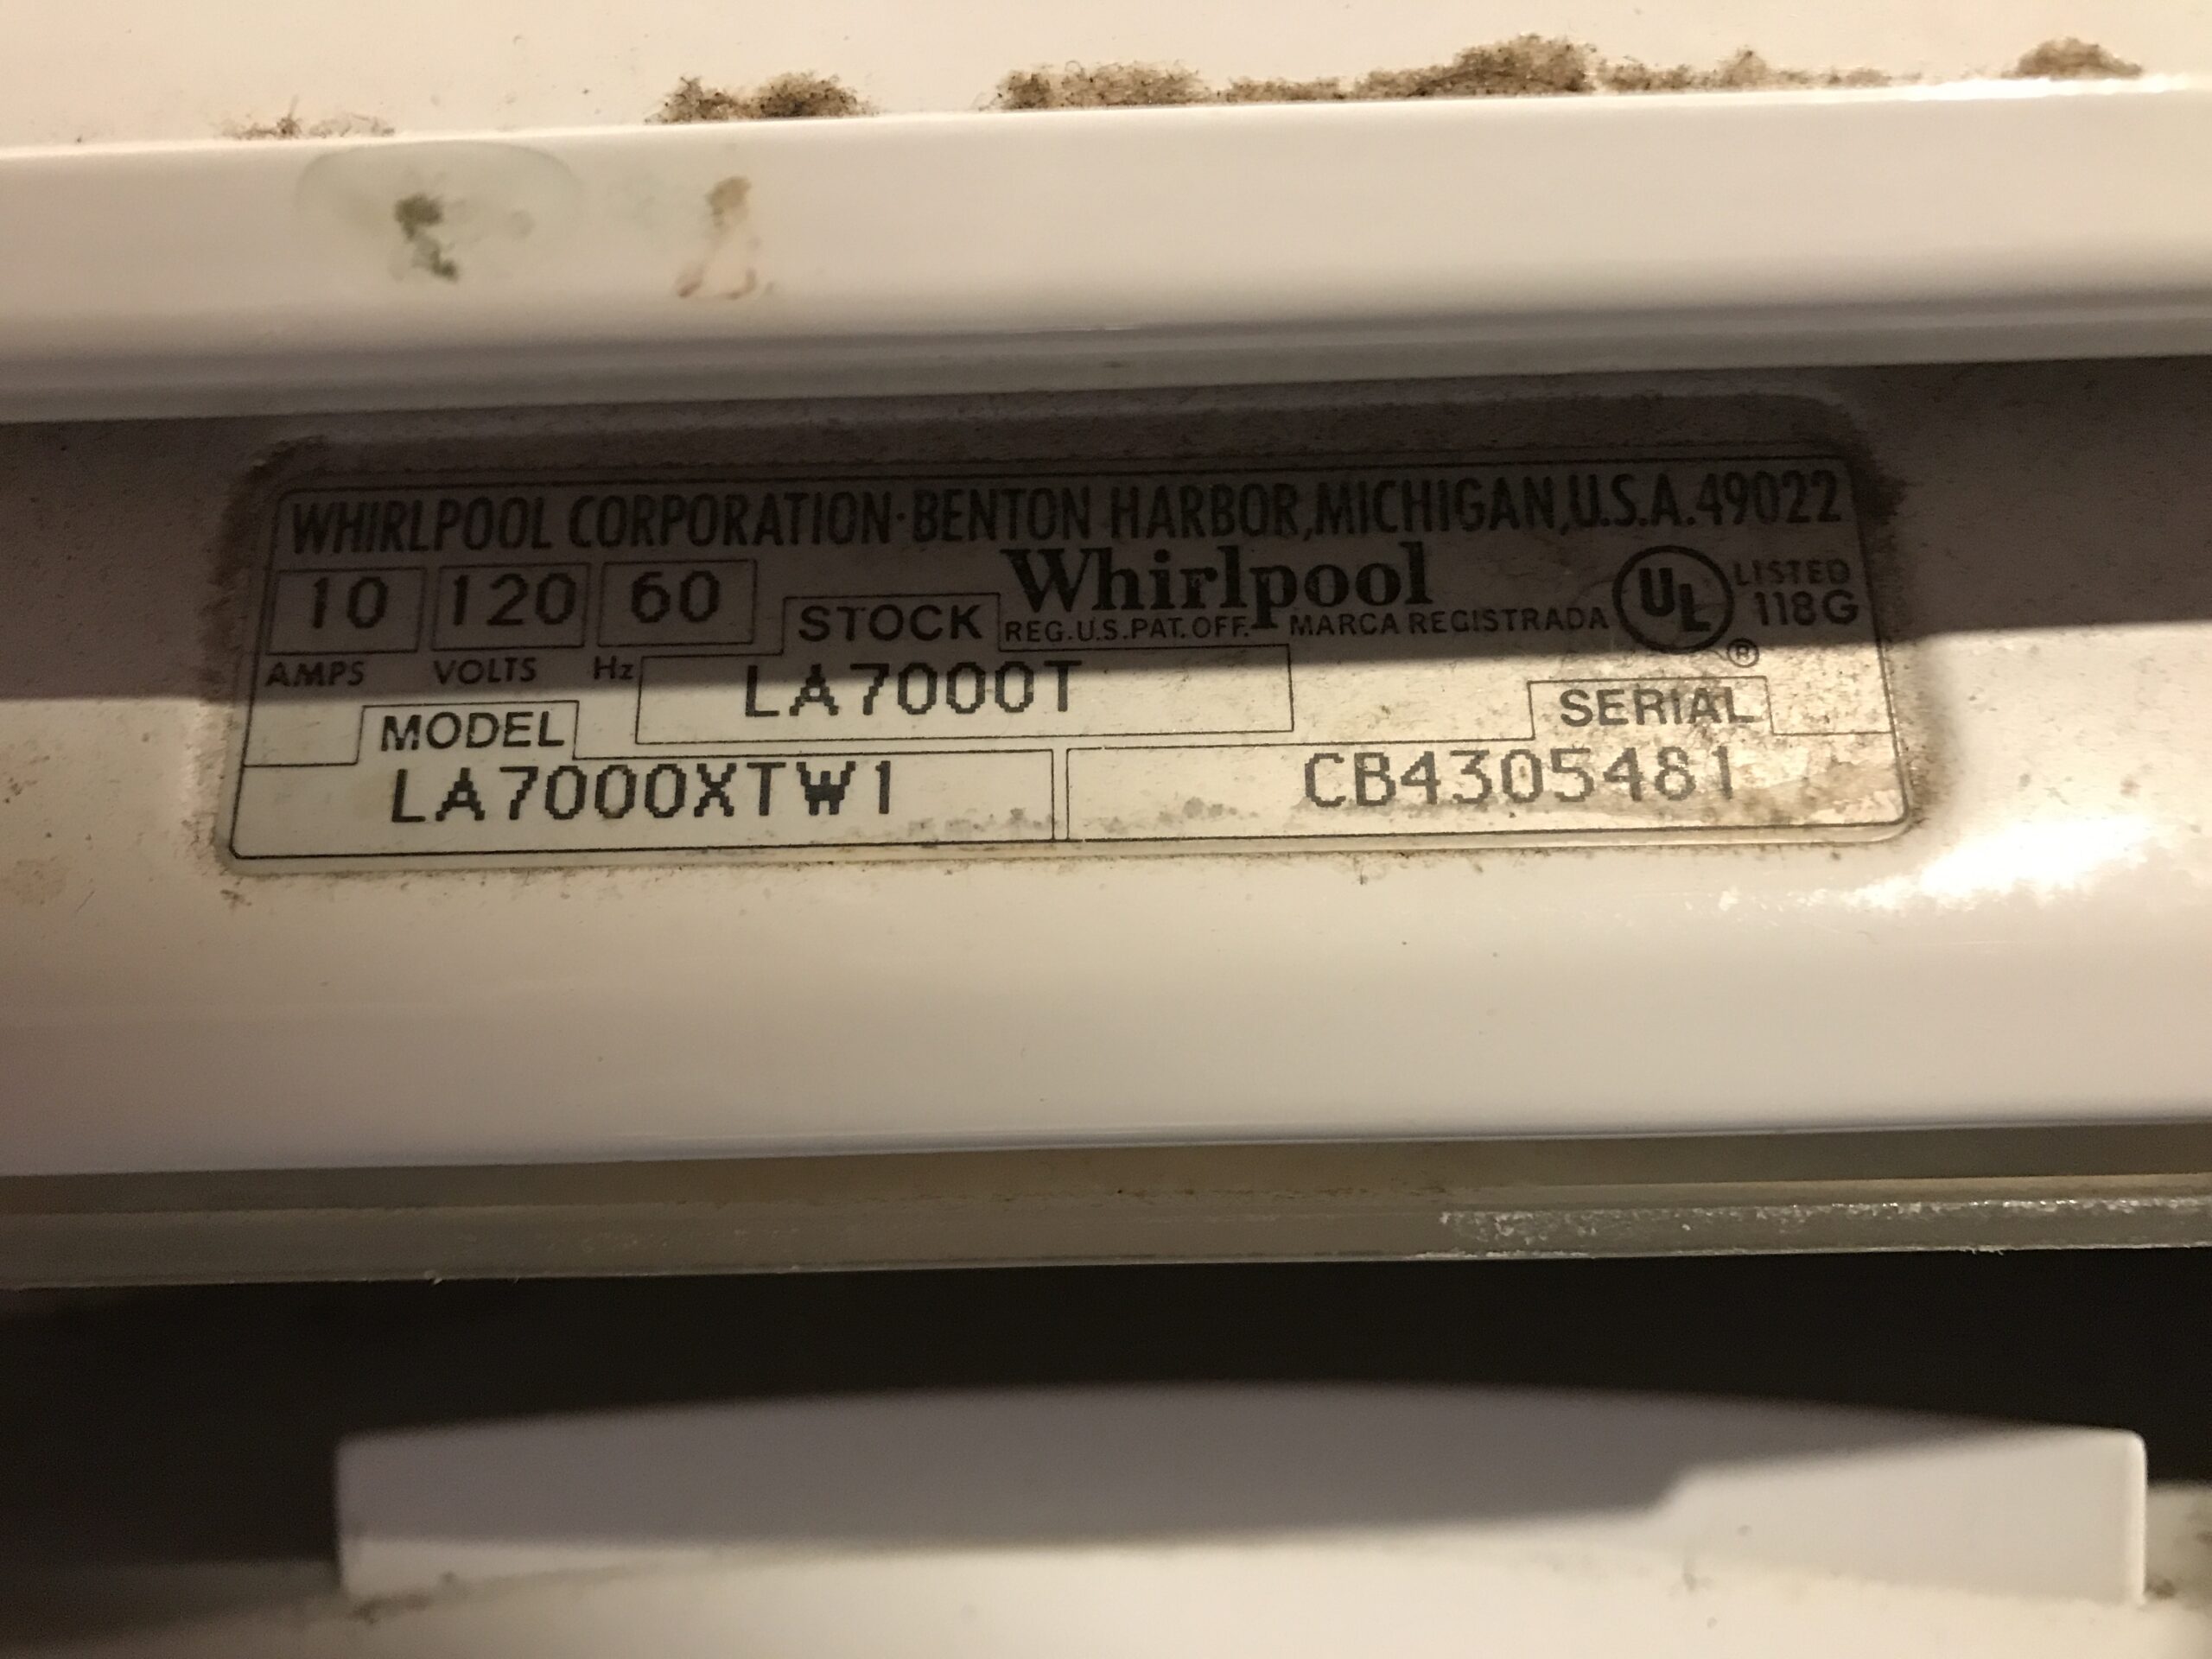 WHIRLPOOL CORPORATION·BENTON HARBOR,MICHIGAN,U.S.A.49022
10 120 60
AMPS VOLTS Hz
STOCK
LA7000T
Whirlpool
REG.U.S.PAT.OFF. MARCA REGISTRADA
UL ®
LISTED
118G
MODEL
LA7000XTW1
SERIAL
CB4305481